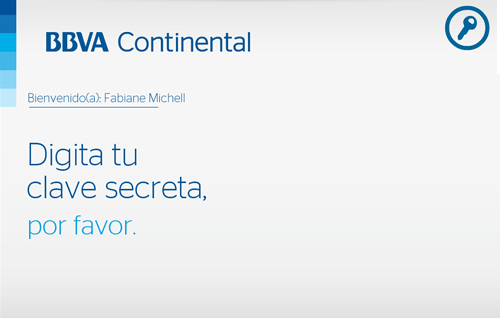 BBVA Continental
Bienvenido(a): Fabiane Michell
Digita tu
clave secreta,
por favor.